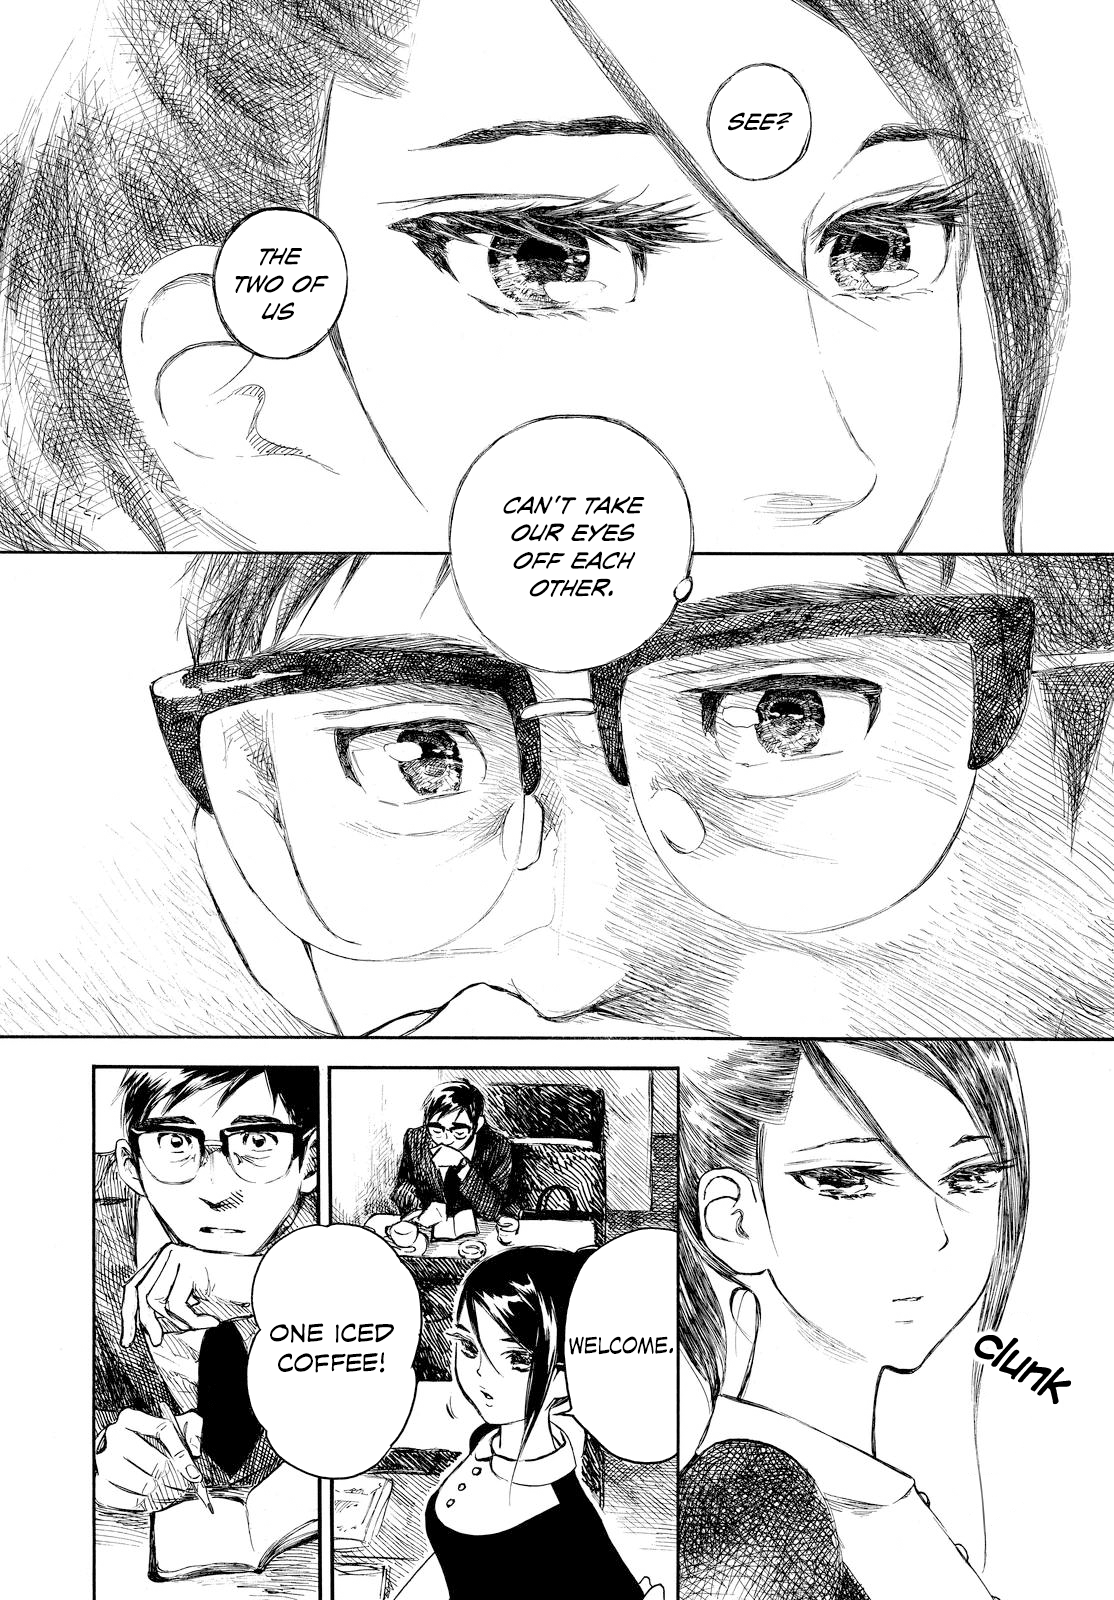 SEE?
THE
TWO OF
US
CAN'T TAKE
OUR EYES
OFF EACH
OTHER.
clunk
WELCOME.
ONE ICED
COFFEE!